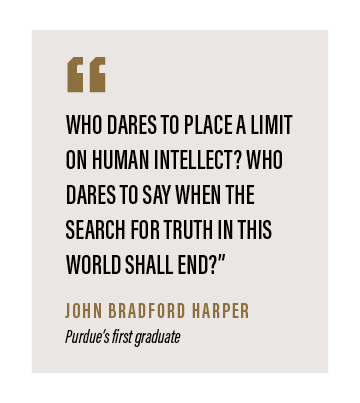 “
WHO DARES TO PLACE A LIMIT
ON HUMAN INTELLECT? WHO
DARES TO SAY WHEN THE
SEARCH FOR TRUTH IN THIS
WORLD SHALL END?”
JOHN BRADFORD HARPER
Purdue’s first graduate